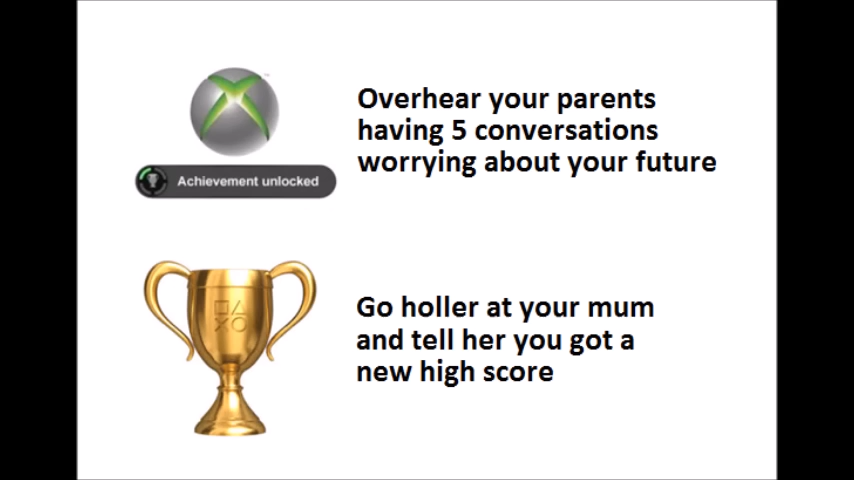 Overhear your parents
having 5 conversations
worrying about your future
Achievement unlocked
Go holler at your mum
and tell her you got a
new high score